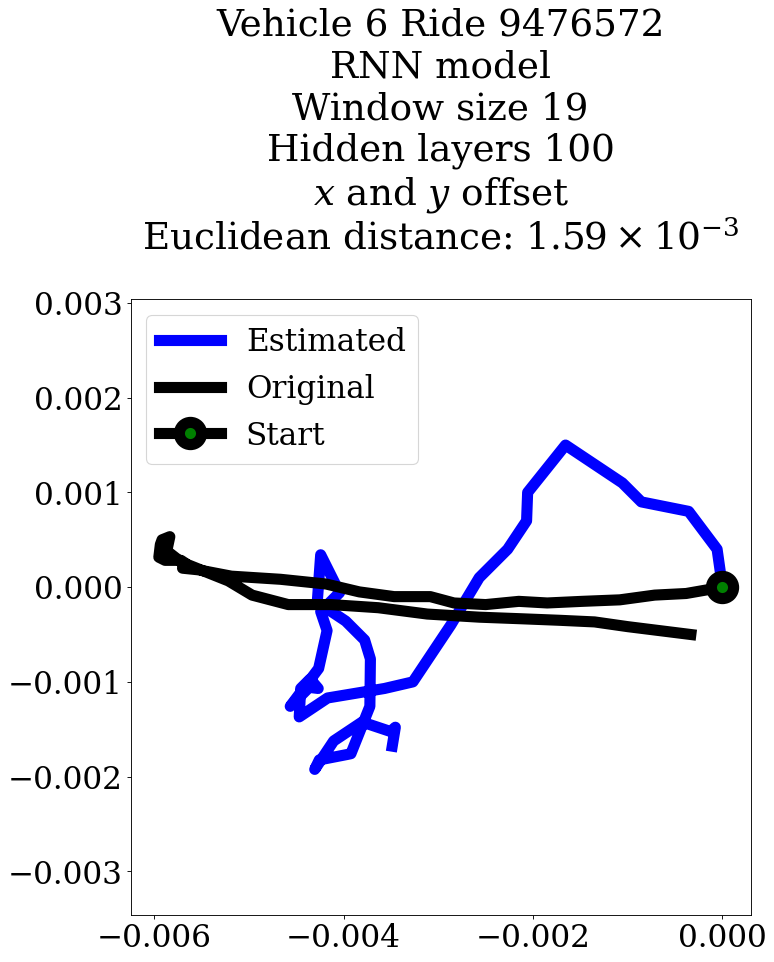 Vehicle 6 Ride 9476572
RNN model
Window size 19
Hidden layers 100
x and y offset
Euclidean distance: 1.59 × 10⁻³
Estimated
Original
Start
0.003
0.002
0.001
0.000
−0.001
−0.002
−0.003
−0.006
−0.004
−0.002
0.000